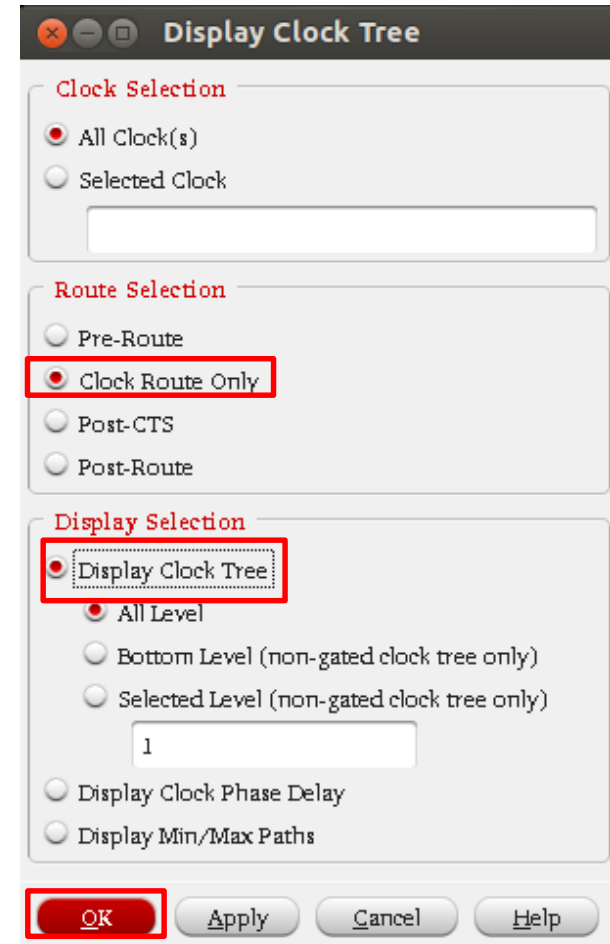 Display Clock Tree
Clock Selection
All Clock(s)
Selected Clock
Route Selection
Pre-Route
Clock Route Only
Post-CTS
Post-Route
Display Selection
Display Clock Tree
All Level
Bottom Level (non-gated clock tree only)
Selected Level (non-gated clock tree only)
1
Display Clock Phase Delay
Display Min/Max Paths
OK Apply Cancel Help